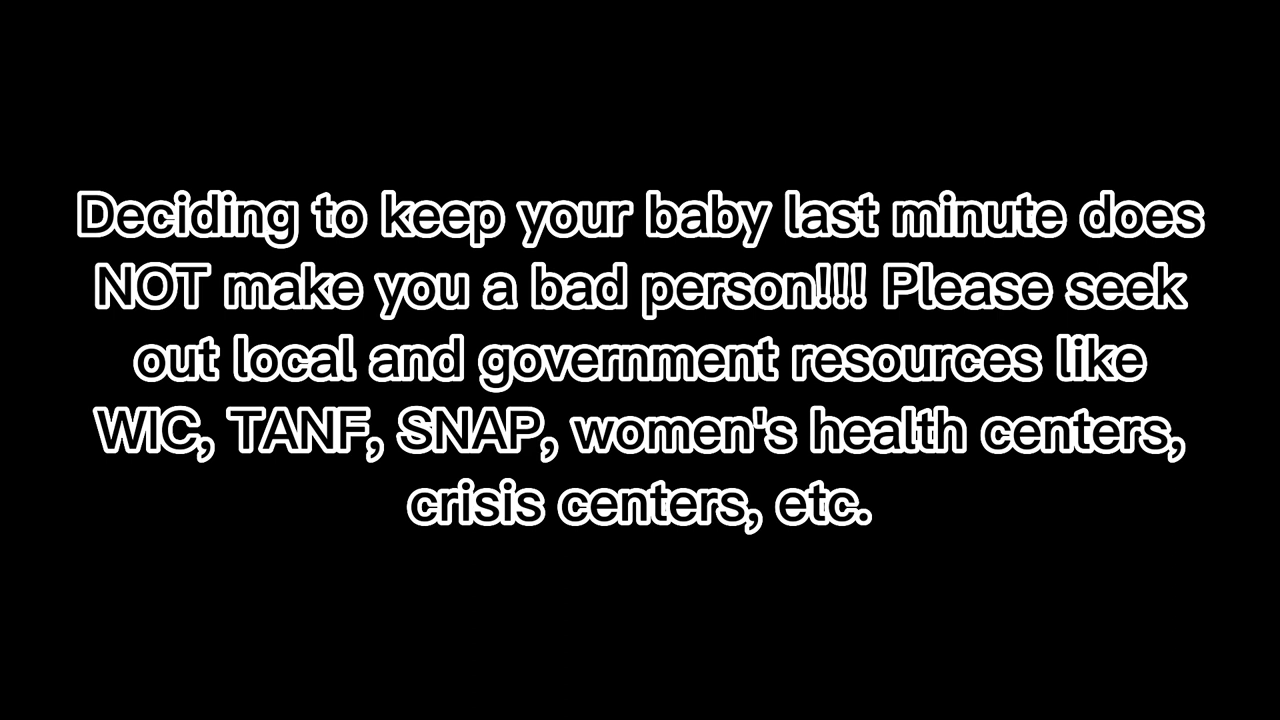 Deciding to keep your baby last minute does
NOT make you a bad person!!! Please seek
out local and government resources like
WIC, TANF, SNAP, women's health centers,
crisis centers, etc.